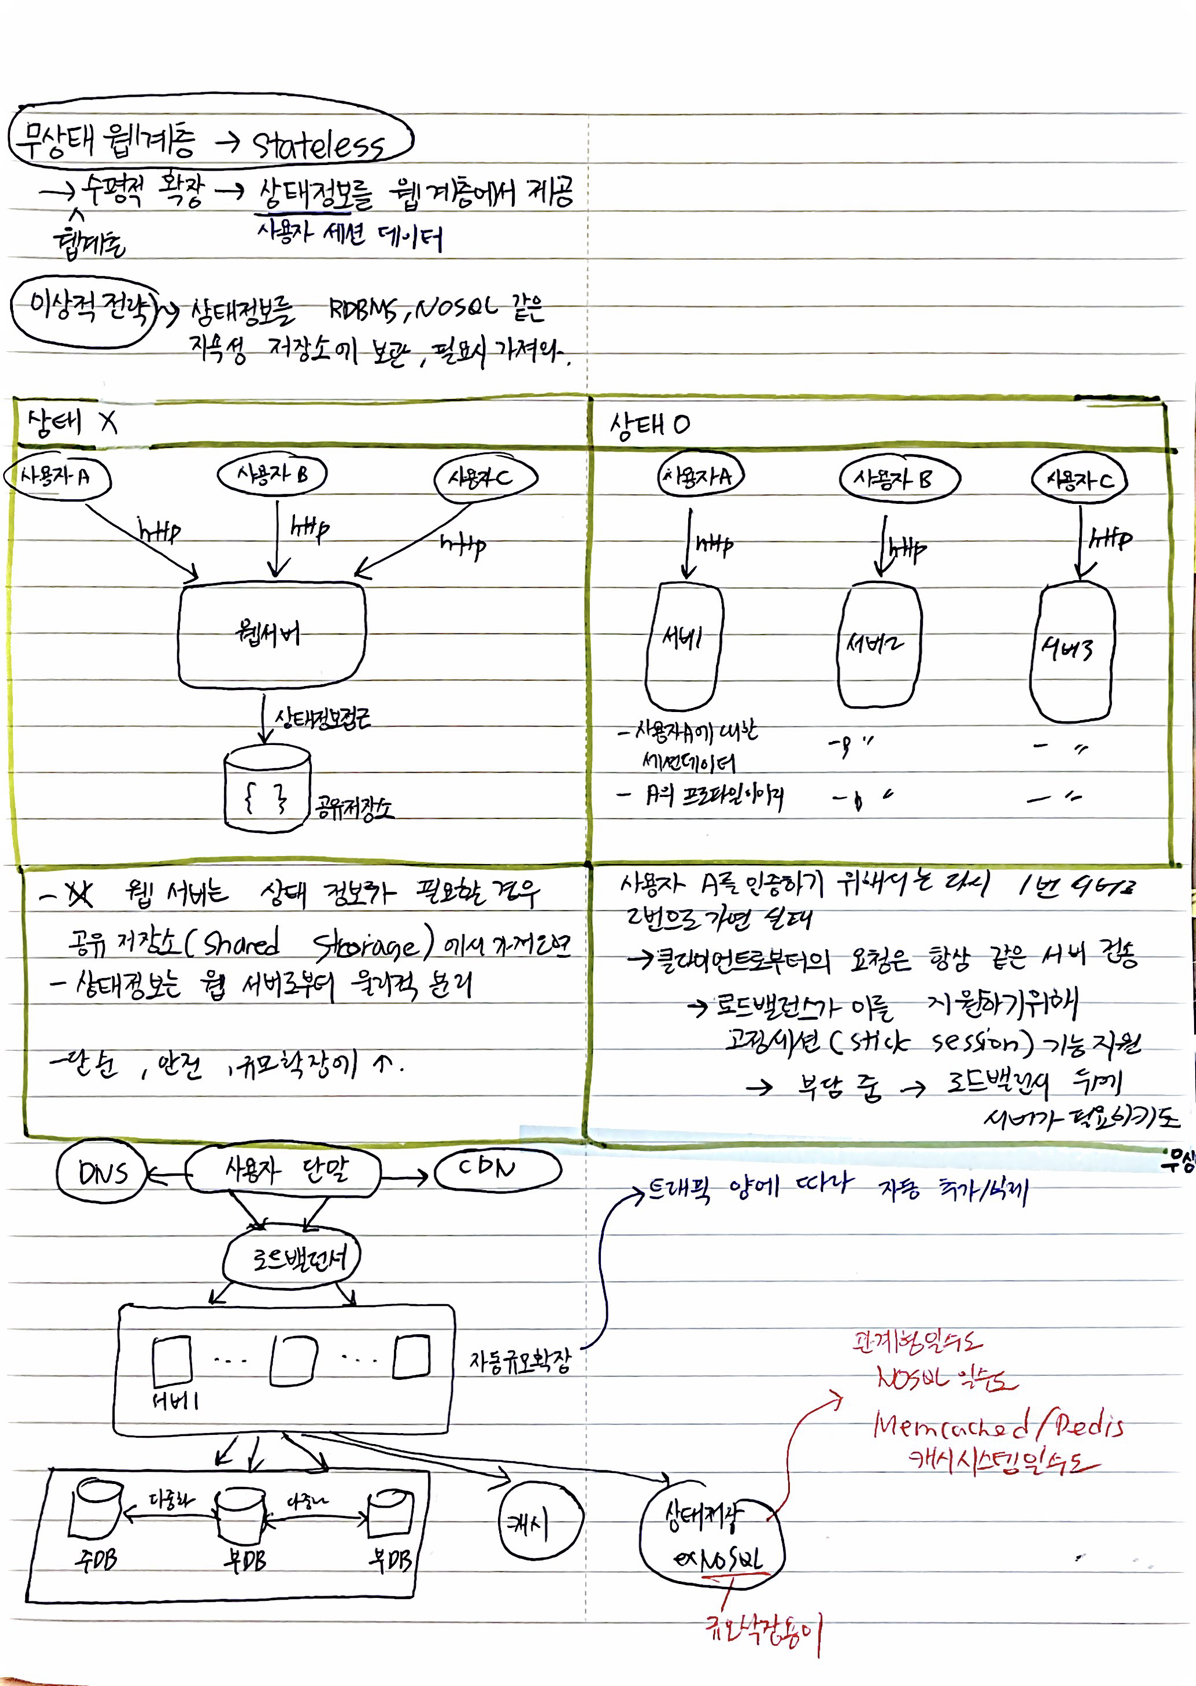 무상태 웹계층 → Stateless
→ 수평적 확장 → 상태정보를 웹 계층에서 제공
웹계층
사용자 세션 데이터
이상적 전략 → 상태정보를 RDBMS, NOSQL 같은
지속성 저장소에 보관, 필요시 가져와.
상태 X
사용자 A
사용자 B
사용자 C
http
http
http
웹서버
상태정보접근
{ }
공유저장소
상태 O
사용자 A
사용자 B
사용자 C
http
http
http
서버1
서버2
서버3
- 사용자A에 대한
세션데이터
- A의 프로파일이미지
- B "
- B "
- "
- "
- 웹 서버는 상태 정보가 필요할 경우
공유 저장소(Shared Storage)에서 가져오면
- 상태정보는 웹 서버로부터 물리적 분리
- 단순, 안전, 규모확장에 ↑.
사용자 A를 인증하기 위해서는 다시 1번 서버로
2번으로 가면 실패
→ 클라이언트로부터의 요청은 항상 같은 서버 전송
→ 로드밸런스가 이를 지원하기위해
고정세션(stick session) 기능지원
→ 부담 줌 → 로드밸런서 뒤에
서버가 필요하기도
무상
DNS
사용자 단말
CDN
로드밸런서
서버1
... ...
자동규모확장
트래픽 양에 따라 자동 추가/삭제
다중화
다중화
주DB
부DB
부DB
캐시
상태저장
ex NOSQL
규모확장용이
관계형일수도
NOSQL 일수도
Memcached/Redis
캐시시스템일수도